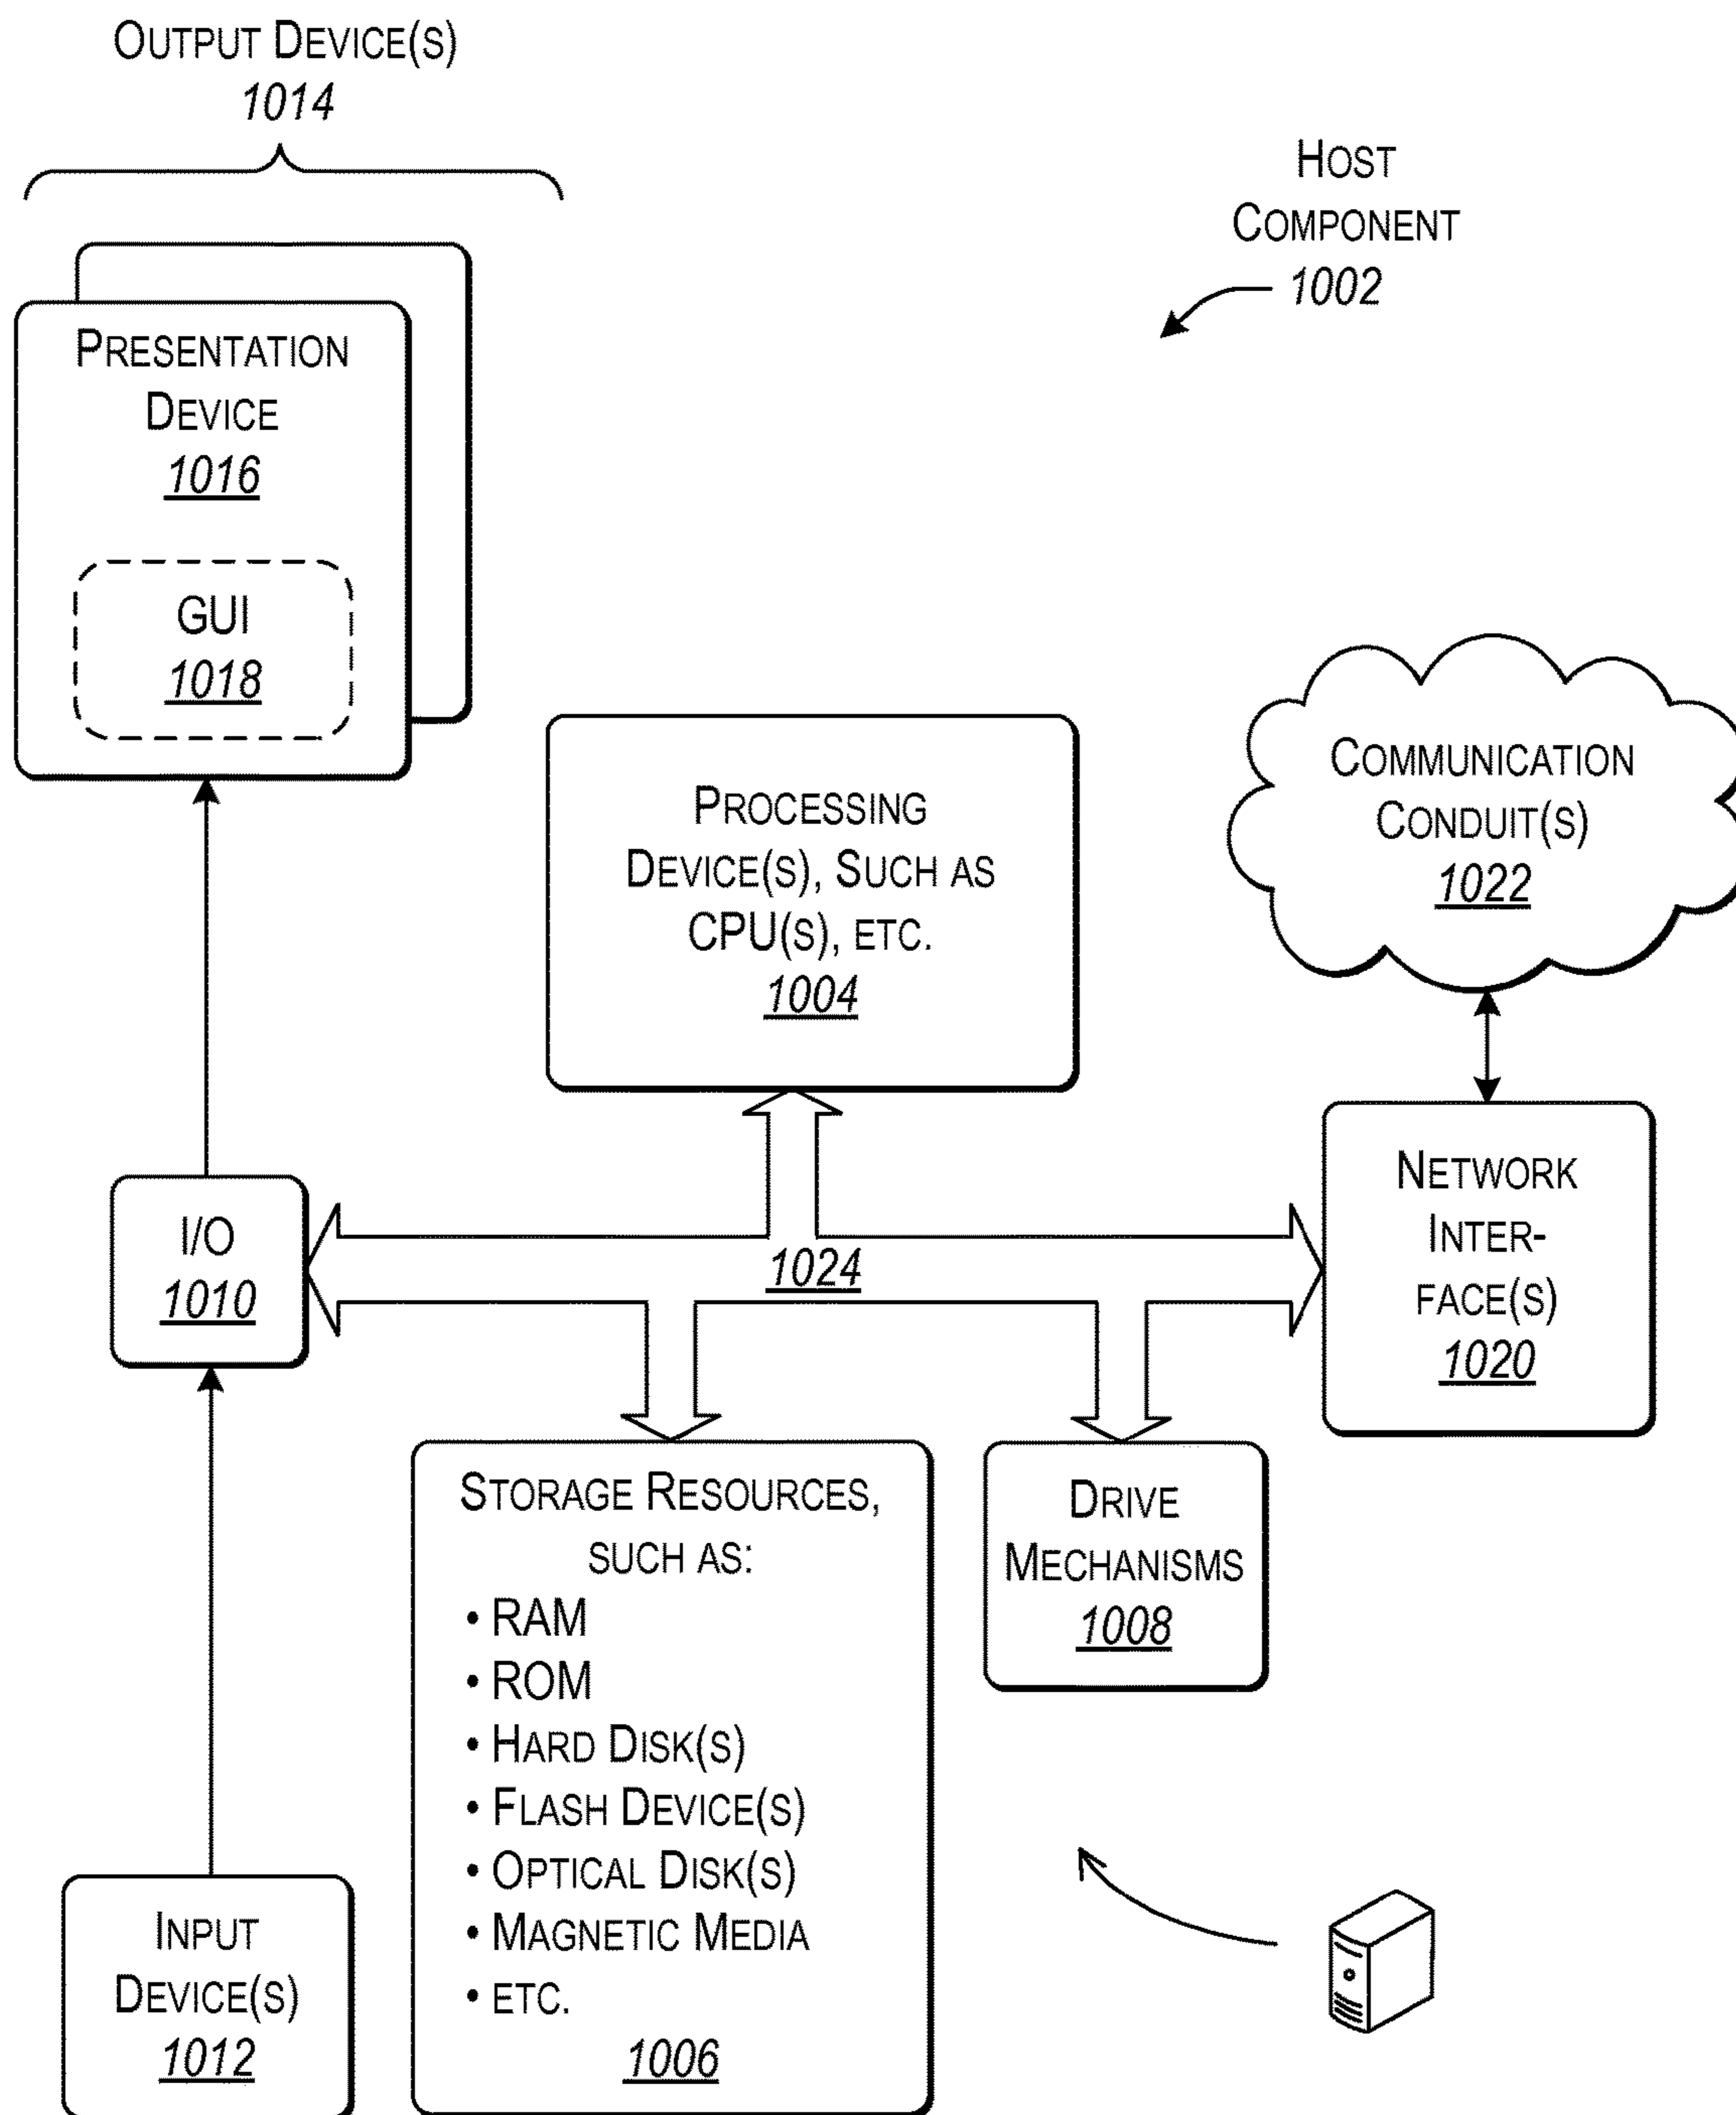 OUTPUT DEVICE(S)
1014
HOST
COMPONENT
1002
PRESENTATION
DEVICE
1016
GUI
1018
PROCESSING
DEVICE(S), SUCH AS
CPU(S), ETC.
1004
COMMUNICATION
CONDUIT(S)
1022
I/O
1010
1024
NETWORK
INTER-
FACE(S)
1020
STORAGE RESOURCES,
SUCH AS:
• RAM
• ROM
• HARD DISK(S)
• FLASH DEVICE(S)
• OPTICAL DISK(S)
• MAGNETIC MEDIA
• ETC.
1006
DRIVE
MECHANISMS
1008
INPUT
DEVICE(S)
1012